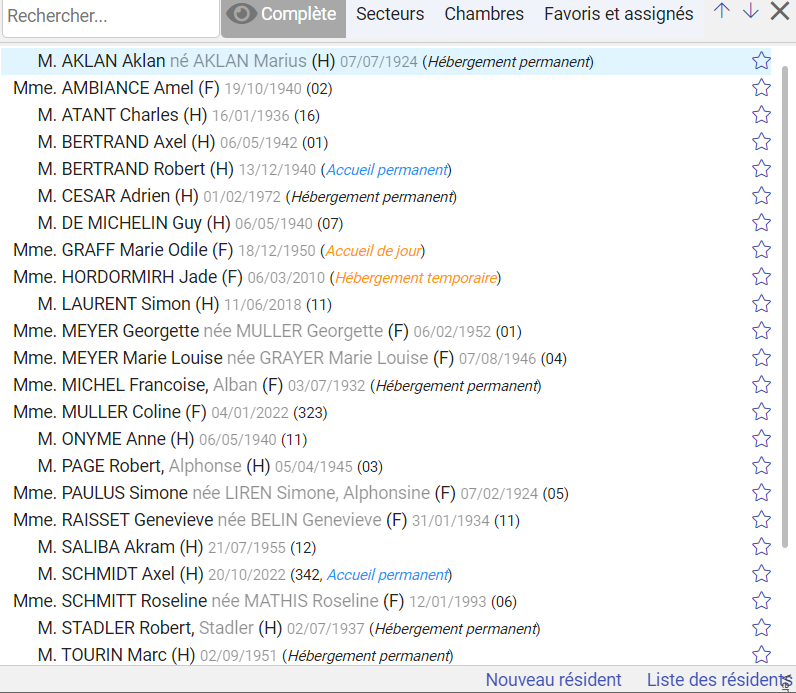 Rechercher... Complète Secteurs Chambres Favoris et assignés
M. AKLAN Aklan né AKLAN Marius (H) 07/07/1924 (Hébergement permanent)
Mme. AMBIANCE Amel (F) 19/10/1940 (02)
M. ATANT Charles (H) 16/01/1936 (16)
M. BERTRAND Axel (H) 06/05/1942 (01)
M. BERTRAND Robert (H) 13/12/1940 (Accueil permanent)
M. CESAR Adrien (H) 01/02/1972 (Hébergement permanent)
M. DE MICHELIN Guy (H) 06/05/1940 (07)
Mme. GRAFF Marie Odile (F) 18/12/1950 (Accueil de jour)
Mme. HORDORMIRH Jade (F) 06/03/2010 (Hébergement temporaire)
M. LAURENT Simon (H) 11/06/2018 (11)
Mme. MEYER Georgette née MULLER Georgette (F) 06/02/1952 (01)
Mme. MEYER Marie Louise née GRAYER Marie Louise (F) 07/08/1946 (04)
Mme. MICHEL Francoise, Alban (F) 03/07/1932 (Hébergement permanent)
Mme. MULLER Coline (F) 04/01/2022 (323)
M. ONYME Anne (H) 06/05/1940 (11)
M. PAGE Robert, Alphonse (H) 05/04/1945 (03)
Mme. PAULUS Simone née LIREN Simone, Alphonsine (F) 07/02/1924 (05)
Mme. RAISSET Genevieve née BELIN Genevieve (F) 31/01/1934 (11)
M. SALIBA Akram (H) 21/07/1955 (12)
M. SCHMIDT Axel (H) 20/10/2022 (342, Accueil permanent)
Mme. SCHMITT Roseline née MATHIS Roseline (F) 12/01/1993 (06)
M. STADLER Robert, Stadler (H) 02/07/1937 (Hébergement permanent)
M. TOURIN Marc (H) 02/09/1951 (Hébergement permanent)
Nouveau résident Liste des résidents